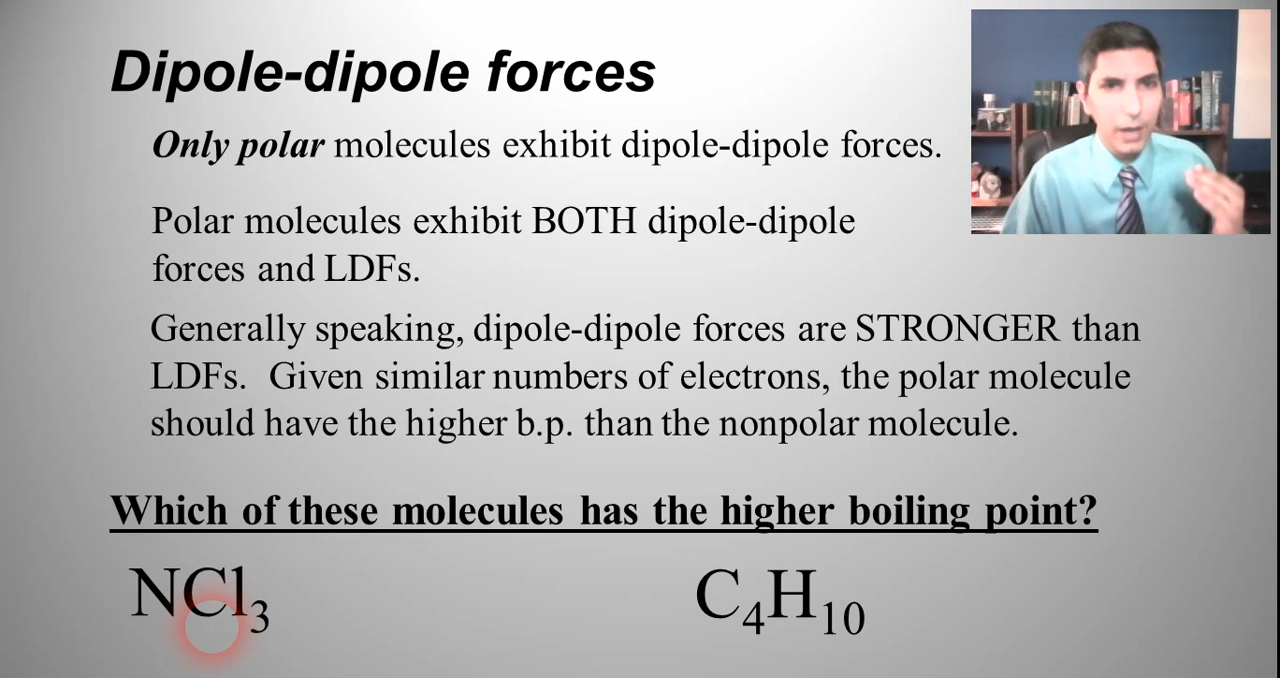 Dipole-dipole forces
Only polar molecules exhibit dipole-dipole forces.
Polar molecules exhibit BOTH dipole-dipole
forces and LDFs.
Generally speaking, dipole-dipole forces are STRONGER than
LDFs. Given similar numbers of electrons, the polar molecule
should have the higher b.p. than the nonpolar molecule.
Which of these molecules has the higher boiling point?
NCl₃ C₄H₁₀